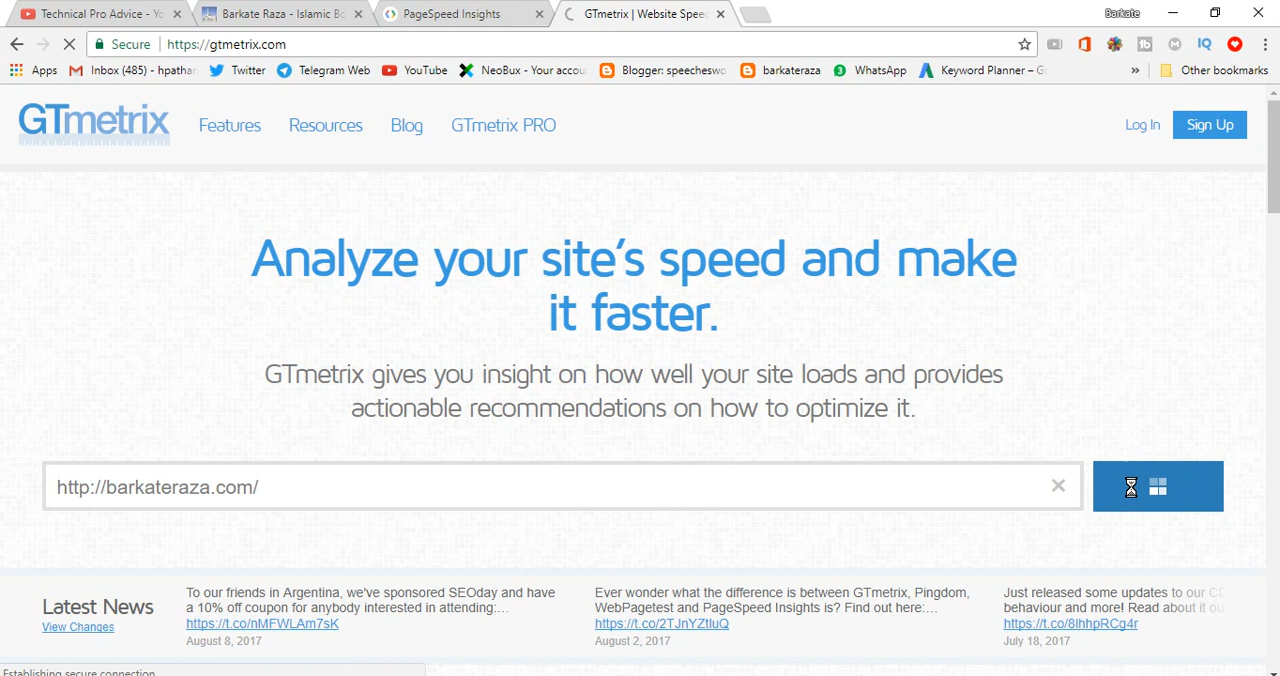 Technical Pro Advice - Yo
Barkate Raza - Islamic Bo
PageSpeed Insights
GTmetrix | Website Spee
Barkate
Secure
https://gtmetrix.com
Apps
Inbox (485) - hpathan
Twitter
Telegram Web
YouTube
NeoBux - Your accou
Blogger: speecheswo
barkateraza
3
WhatsApp
Keyword Planner – Go
»
Other bookmarks
GTmetrix
Features
Resources
Blog
GTmetrix PRO
Log In
Sign Up
Analyze your site's speed and make
it faster.
GTmetrix gives you insight on how well your site loads and provides
actionable recommendations on how to optimize it.
http://barkateraza.com/
Latest News
View Changes
To our friends in Argentina, we've sponsored SEOday and have
a 10% off coupon for anybody interested in attending:…
https://t.co/nMFWLAm7sK
August 8, 2017
Ever wonder what the difference is between GTmetrix, Pingdom,
WebPagetest and PageSpeed Insights is? Find out here:…
https://t.co/2TJnYZtIuQ
August 2, 2017
Just released some updates to our CD
behaviour and more! Read about it ou
https://t.co/8IhhpRCg4r
July 18, 2017
Establishing secure connection